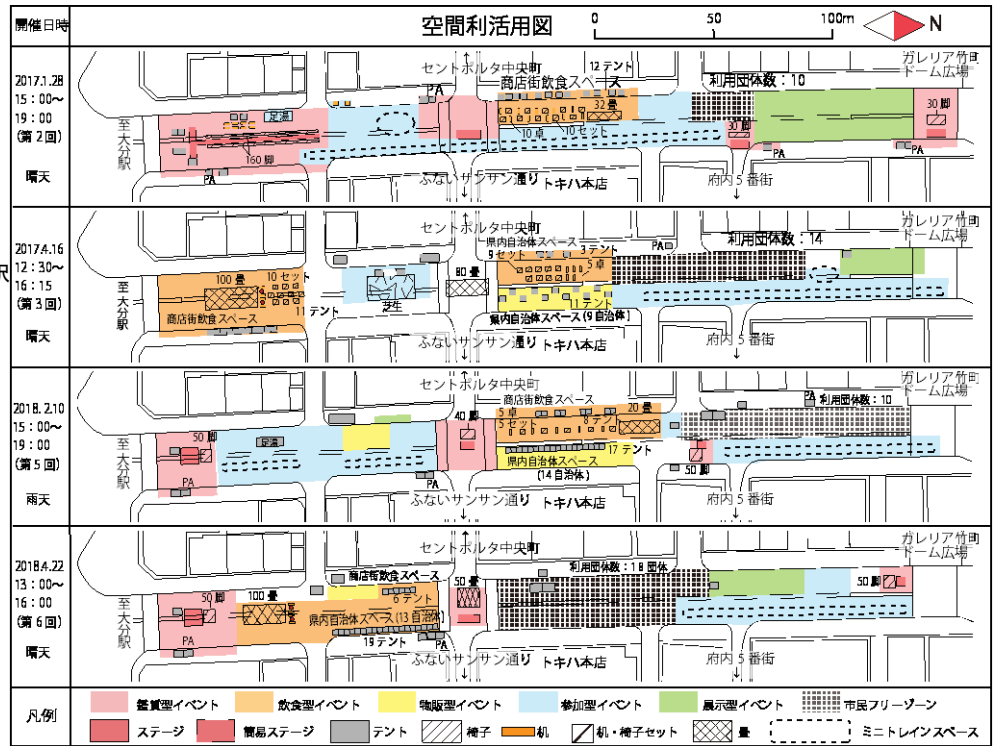 開催日時
空間利活用図
0 50 100m
N
2017.1.28
15：00～
19：00
(第2回)
晴天
至大分駅
足湯
160 脚
PA
セントポルタ中央町
PA
12 テント
商店街飲食スペース
32 畳
10 卓
10 セット
利用団体数：10
ガレリア竹町
ドーム広場
30 脚
30 脚
PA
PA
ふないサンサン通り
トキハ本店
府内 5 番街
駅
2017.4.16
12：30～
16：15
(第3回)
晴天
至大分駅
100 畳
10 セット
11 テント
商店街飲食スペース
芝生
80 畳
セントポルタ中央町
県内自治体スペース
9 セット
3 テント
5 卓
11 テント
県内自治体スペース (9 自治体)
PA
利用団体数：14
ガレリア竹町
ドーム広場
ふないサンサン通り
トキハ本店
府内 5 番街
2018.2.10
15：00～
19：00
(第5回)
雨天
至大分駅
50 脚
PA
足湯
セントポルタ中央町
40 脚
PA
商店街飲食スペース
5 卓
5 セット
8 テント
20 畳
17 テント
県内自治体スペース
(14 自治体)
50 脚
PA
利用団体数：10
ガレリア竹町
ドーム広場
ふないサンサン通り
トキハ本店
府内 5 番街
2018.4.22
13：00～
16：00
(第6回)
晴天
至大分駅
50 脚
PA
100 畳
商店街飲食スペース
6 テント
県内自治体スペース (13 自治体)
19 テント
PA
セントポルタ中央町
50 畳
利用団体数：18 団体
50 脚
ガレリア竹町
ドーム広場
ふないサンサン通り
トキハ本店
府内 5 番街
凡例
鑑賞型イベント 飲食型イベント 物販型イベント 参加型イベント 展示型イベント 市民フリーゾーン
ステージ 簡易ステージ テント 椅子 机 机・椅子セット 畳 ミニトレインスペース